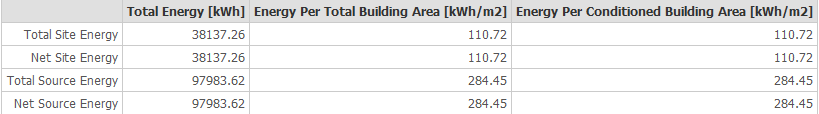 Total Energy [kWh] Energy Per Total Building Area [kWh/m2] Energy Per Conditioned Building Area [kWh/m2]
Total Site Energy 38137.26 110.72 110.72
Net Site Energy 38137.26 110.72 110.72
Total Source Energy 97983.62 284.45 284.45
Net Source Energy 97983.62 284.45 284.45